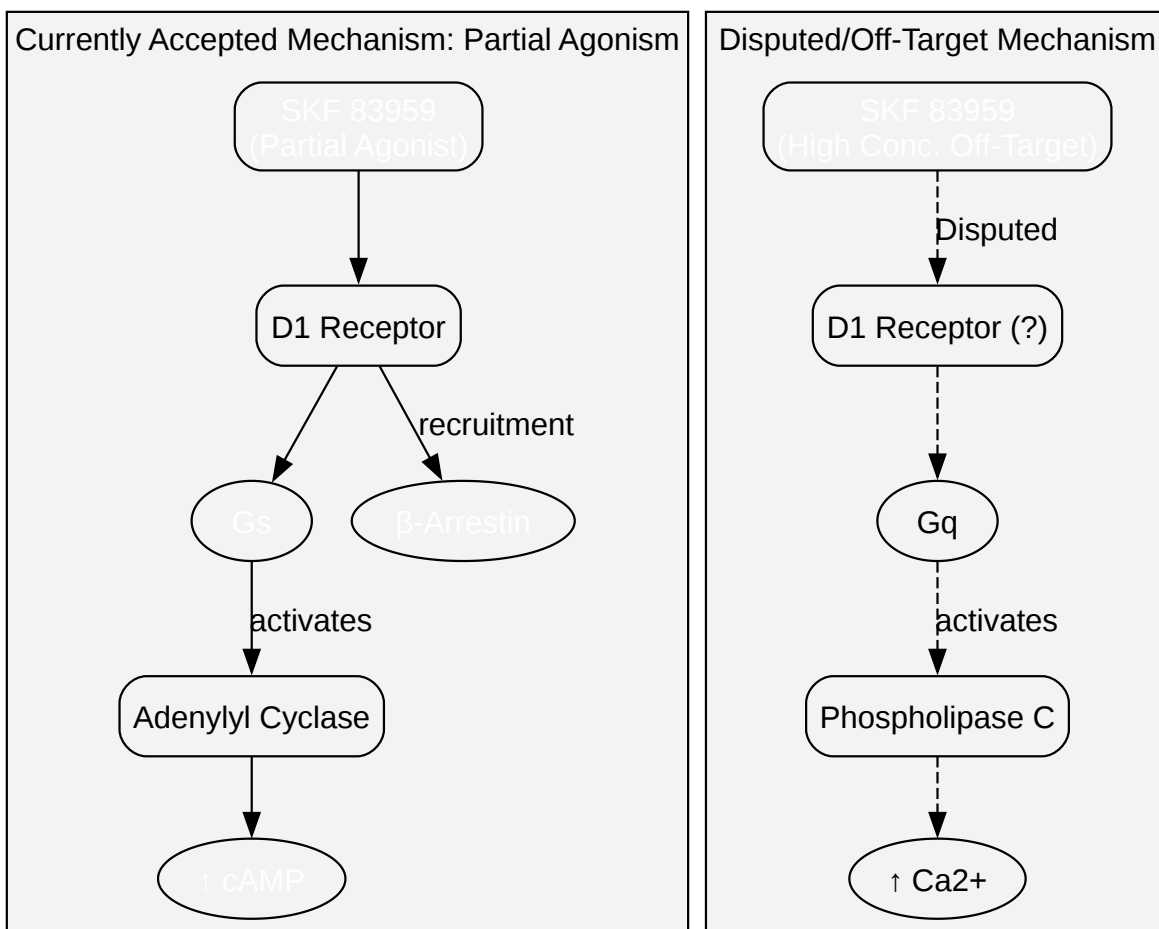 Currently Accepted Mechanism: Partial Agonism
SKF 83959
(Partial Agonist)
D1 Receptor
recruitment
Gs
β-Arrestin
activates
Adenylyl Cyclase
↑ cAMP
Disputed/Off-Target Mechanism
SKF 83959
(High Conc. Off-Target)
Disputed
D1 Receptor (?)
Gq
activates
Phospholipase C
↑ Ca2+